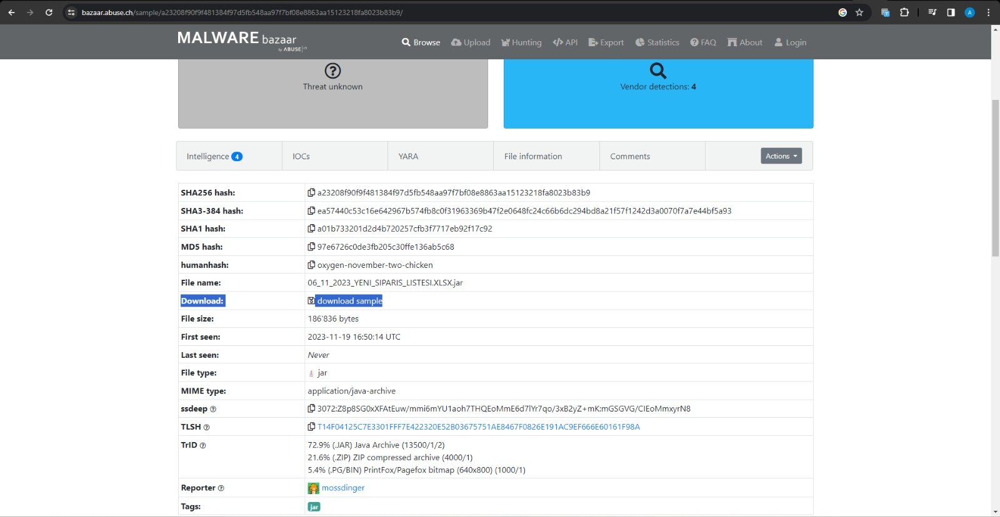 bazaar.abuse.ch/sample/a23208f90f9f481384f97d5fb548aa97f7bf08e8863aa15123218fa8023b83b9/
A
MALWARE bazaar
by ABUSE|ch
Browse Upload Hunting API Export Statistics FAQ About Login
Threat unknown
Vendor detections: 4
Intelligence 4 IOCs YARA File information Comments Actions
SHA256 hash: a23208f90f9f481384f97d5fb548aa97f7bf08e8863aa15123218fa8023b83b9
SHA3-384 hash: ea57440c53c16e642967b574fb8c0f31963369b47f2e0648fc24c66b6dc294bd8a21f57f1242d3a0070f7a7e44bf5a93
SHA1 hash: a01b733201d2d4b720257cfb3f7717eb92f17c92
MD5 hash: 97e6726c0de3fb205c30ffe136ab5c68
humanhash: oxygen-november-two-chicken
File name: 06_11_2023_YENI_SIPARIS_LISTESI.XLSX.jar
Download: download sample
File size: 186'836 bytes
First seen: 2023-11-19 16:50:14 UTC
Last seen: Never
File type: jar
MIME type: application/java-archive
ssdeep 3072:Z8p8SG0xXFAtEuw/mmi6mYU1aoh7THQEoMmE6d7lYr7qo/3xB2yZ+mK:mGSGVG/CIEoMmxyrN8
TLSH T14F04125C7E3301FFF7E422320E52B03675751AE8467F0826E191AC9EF666E60161F98A
TrID 72.9% (.JAR) Java Archive (13500/1/2)
21.6% (.ZIP) ZIP compressed archive (4000/1)
5.4% (.PG/BIN) PrintFox/Pagefox bitmap (640x800) (1000/1)
Reporter mossdinger
Tags: jar